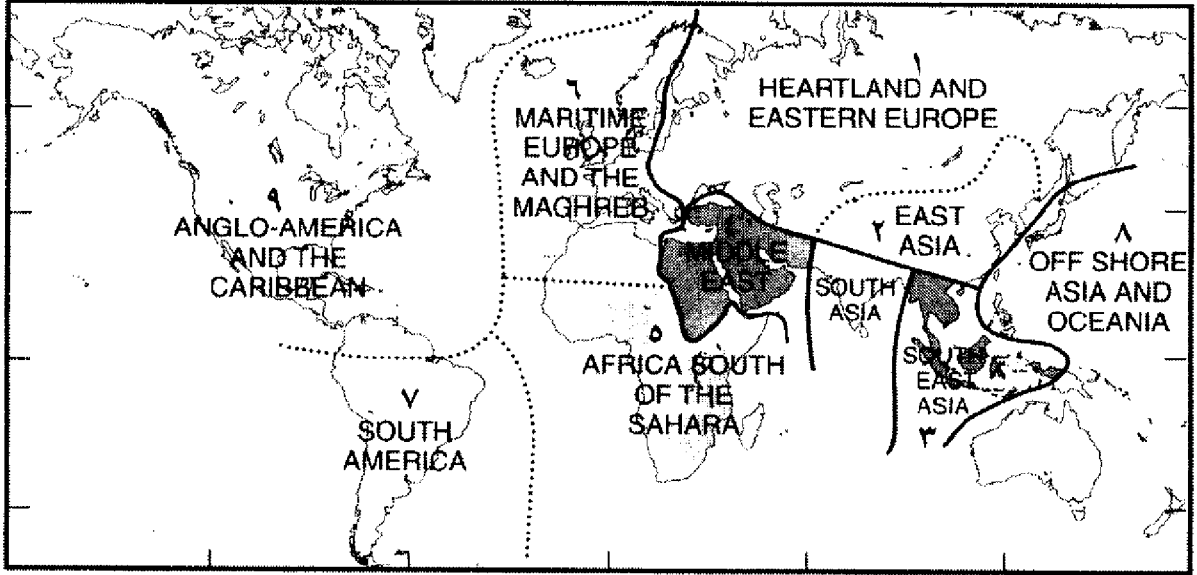 ١
HEARTLAND AND
EASTERN EUROPE
٦
MARITIME
EUROPE
AND THE
MAGHREB
٩
ANGLO-AMERICA
AND THE
CARIBBEAN
MIDDLE
EAST
٢
EAST
ASIA
٨
OFF SHORE
ASIA AND
OCEANIA
SOUTH
ASIA
٥
AFRICA SOUTH
OF THE
SAHARA
SOUTH
EAST
ASIA
٣
٧
SOUTH
AMERICA